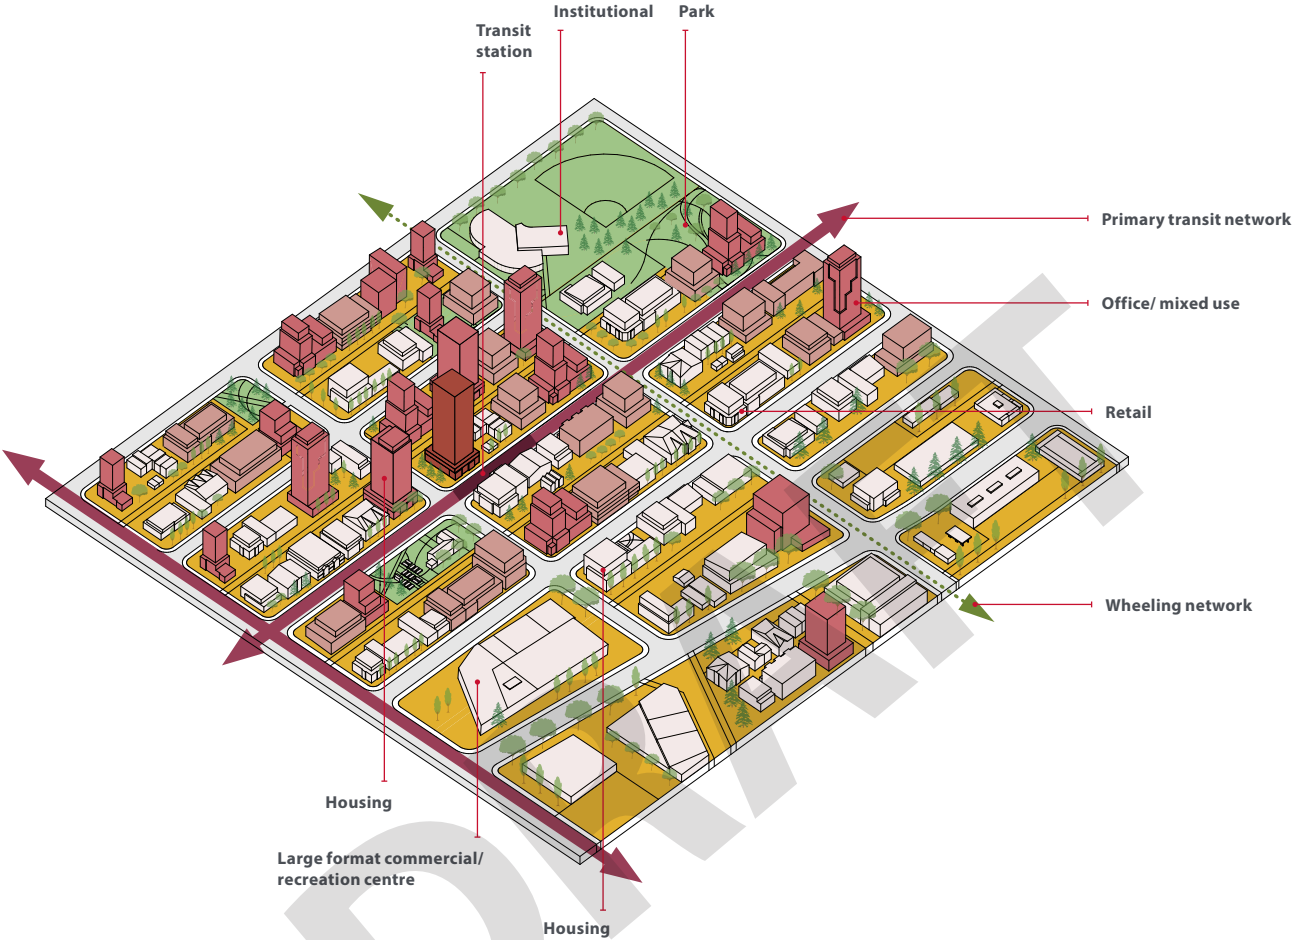 Institutional
Park
Transit
station
Primary transit network
Office/ mixed use
Retail
Wheeling network
Housing
Large format commercial/
recreation centre
Housing
DRAFT